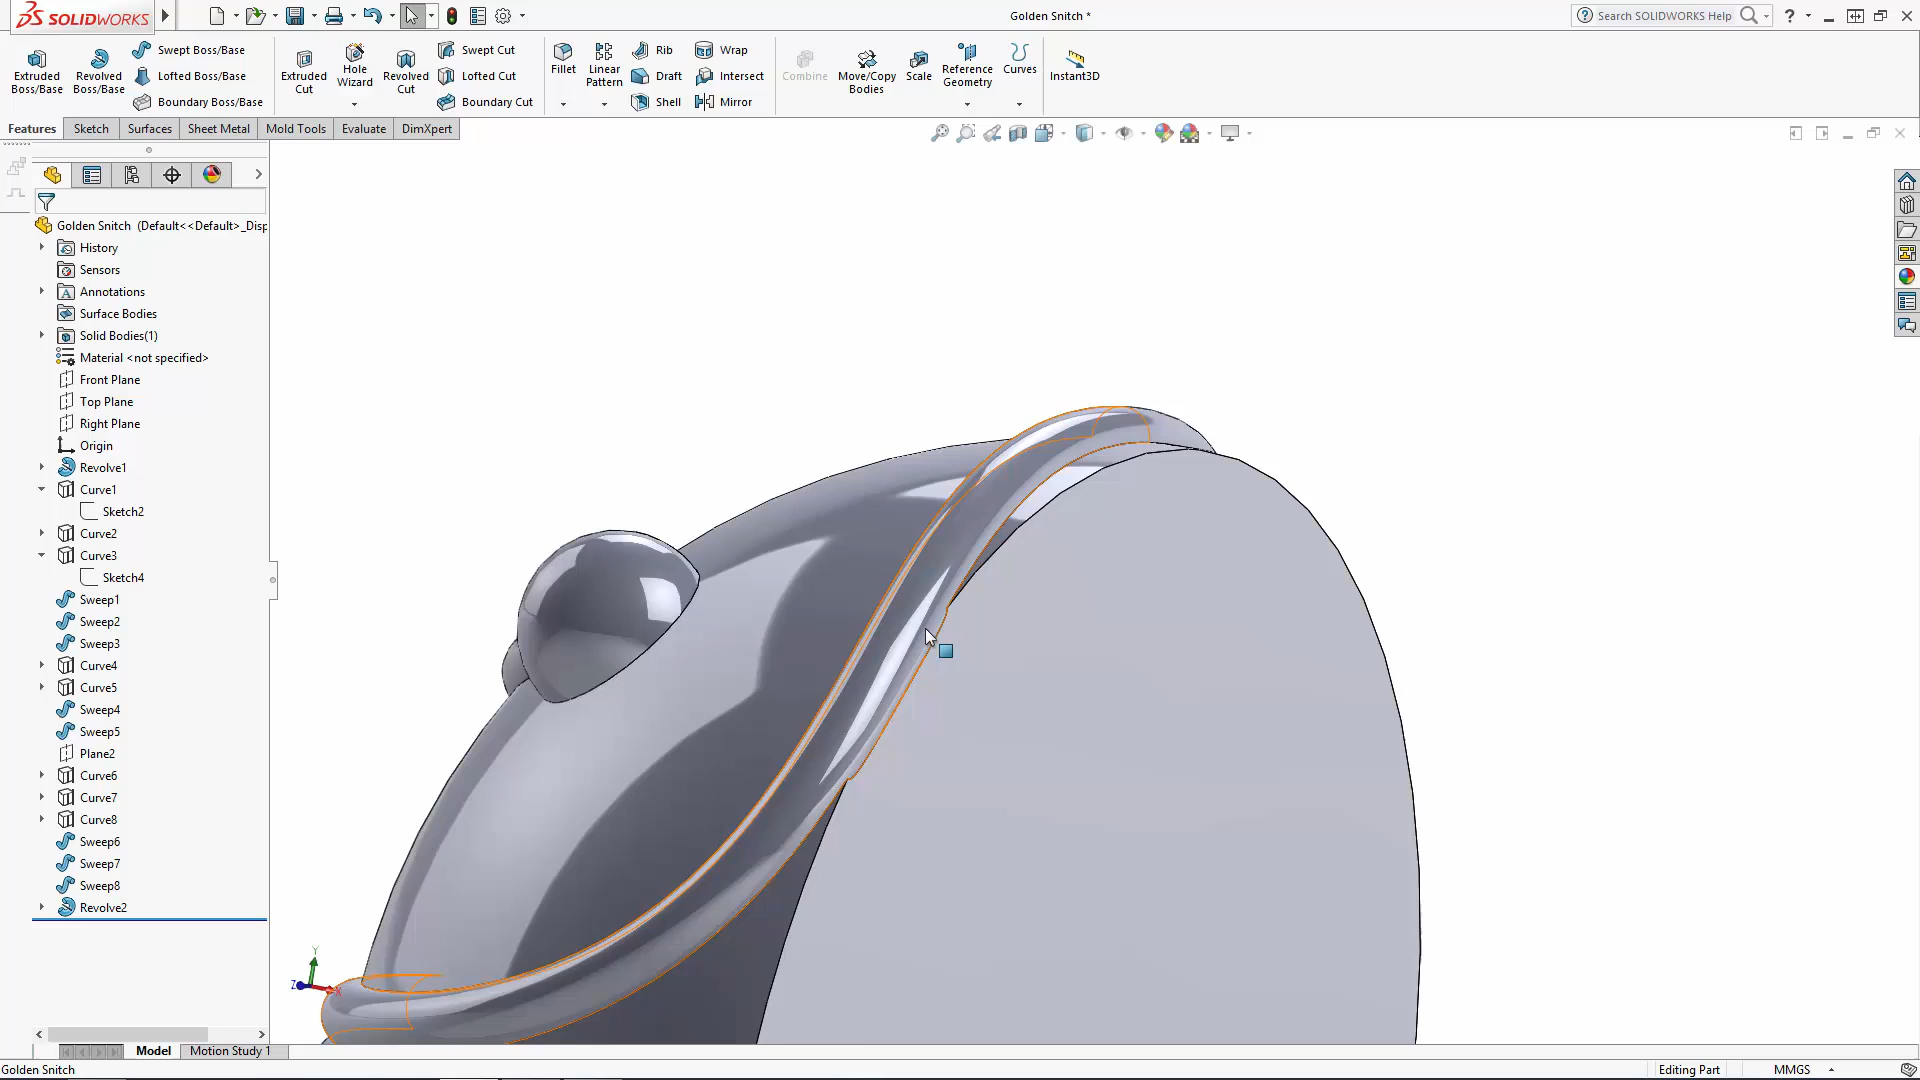 SOLIDWORKS
Golden Snitch *
Search SOLIDWORKS Help
Extruded Boss/Base
Revolved Boss/Base
Swept Boss/Base
Lofted Boss/Base
Boundary Boss/Base
Extruded Cut
Hole Wizard
Revolved Cut
Swept Cut
Lofted Cut
Boundary Cut
Fillet
Linear Pattern
Rib
Draft
Shell
Wrap
Intersect
Mirror
Combine
Move/Copy Bodies
Scale
Reference Geometry
Curves
Instant3D
Features
Sketch
Surfaces
Sheet Metal
Mold Tools
Evaluate
DimXpert
Golden Snitch (Default<<Default>_Disp
History
Sensors
Annotations
Surface Bodies
Solid Bodies(1)
Material <not specified>
Front Plane
Top Plane
Right Plane
Origin
Revolve1
Curve1
Sketch2
Curve2
Curve3
Sketch4
Sweep1
Sweep2
Sweep3
Curve4
Curve5
Sweep4
Sweep5
Plane2
Curve6
Curve7
Curve8
Sweep6
Sweep7
Sweep8
Revolve2
Y
Z
X
Model
Motion Study 1
Golden Snitch
Editing Part
MMGS